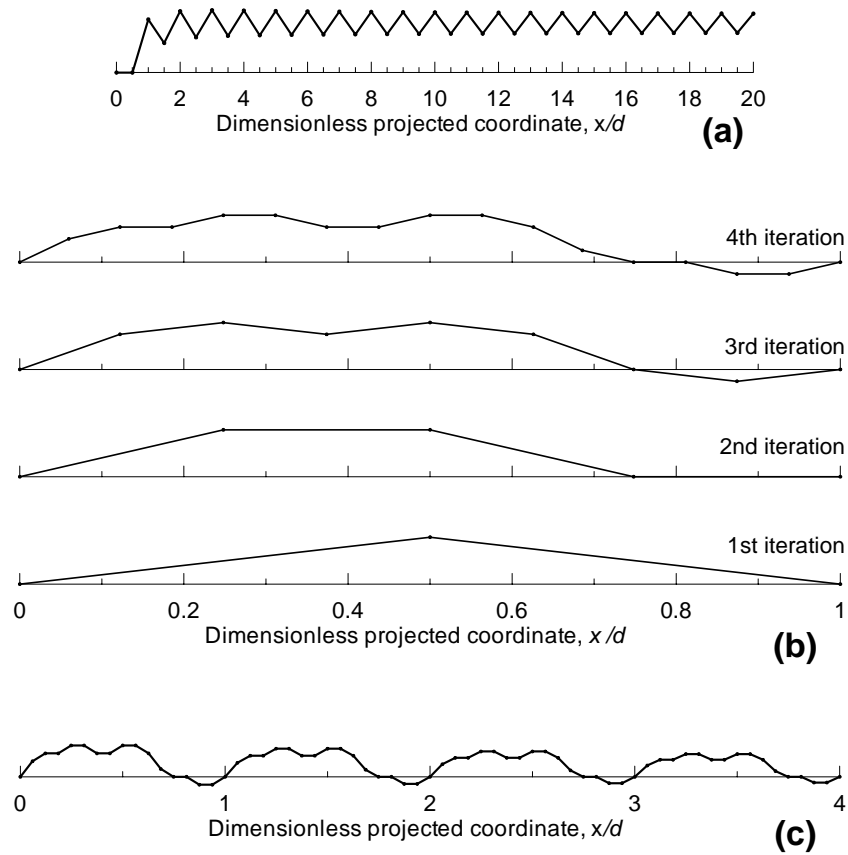 0 2 4 6 8 10 12 14 16 18 20
Dimensionless projected coordinate, x/d
(a)
4th iteration
3rd iteration
2nd iteration
1st iteration
0 0.2 0.4 0.6 0.8 1
Dimensionless projected coordinate, x/d
(b)
0 1 2 3 4
Dimensionless projected coordinate, x/d
(c)